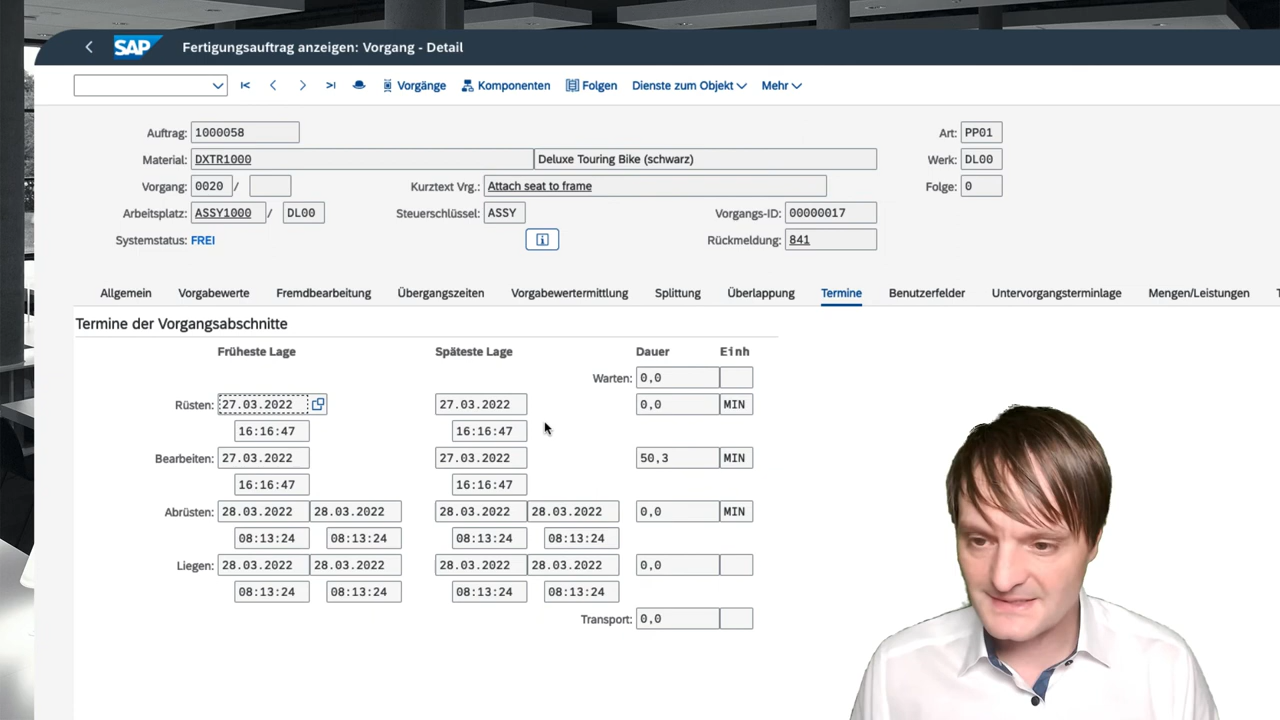 SAP Fertigungsauftrag anzeigen: Vorgang - Detail
Vorgänge Komponenten Folgen Dienste zum Objekt Mehr
Auftrag: 1000058 Art: PP01
Material: DXTR1000 Deluxe Touring Bike (schwarz) Werk: DL00
Vorgang: 0020 / Kurztext Vrg.: Attach seat to frame Folge: 0
Arbeitsplatz: ASSY1000 / DL00 Steuerschlüssel: ASSY Vorgangs-ID: 00000017
Systemstatus: FREI Rückmeldung: 841
Allgemein Vorgabewerte Fremdbearbeitung Übergangszeiten Vorgabewertermittlung Splittung Überlappung Termine Benutzerfelder Untervorgangsterminlage Mengen/Leistungen
Termine der Vorgangsabschnitte
Früheste Lage Späteste Lage Dauer Einh
Warten: 0,0
Rüsten: 27.03.2022 27.03.2022 0,0 MIN
16:16:47 16:16:47
Bearbeiten: 27.03.2022 27.03.2022 50,3 MIN
16:16:47 16:16:47
Abrüsten: 28.03.2022 28.03.2022 28.03.2022 28.03.2022 0,0 MIN
08:13:24 08:13:24 08:13:24 08:13:24
Liegen: 28.03.2022 28.03.2022 28.03.2022 28.03.2022 0,0
08:13:24 08:13:24 08:13:24 08:13:24
Transport: 0,0